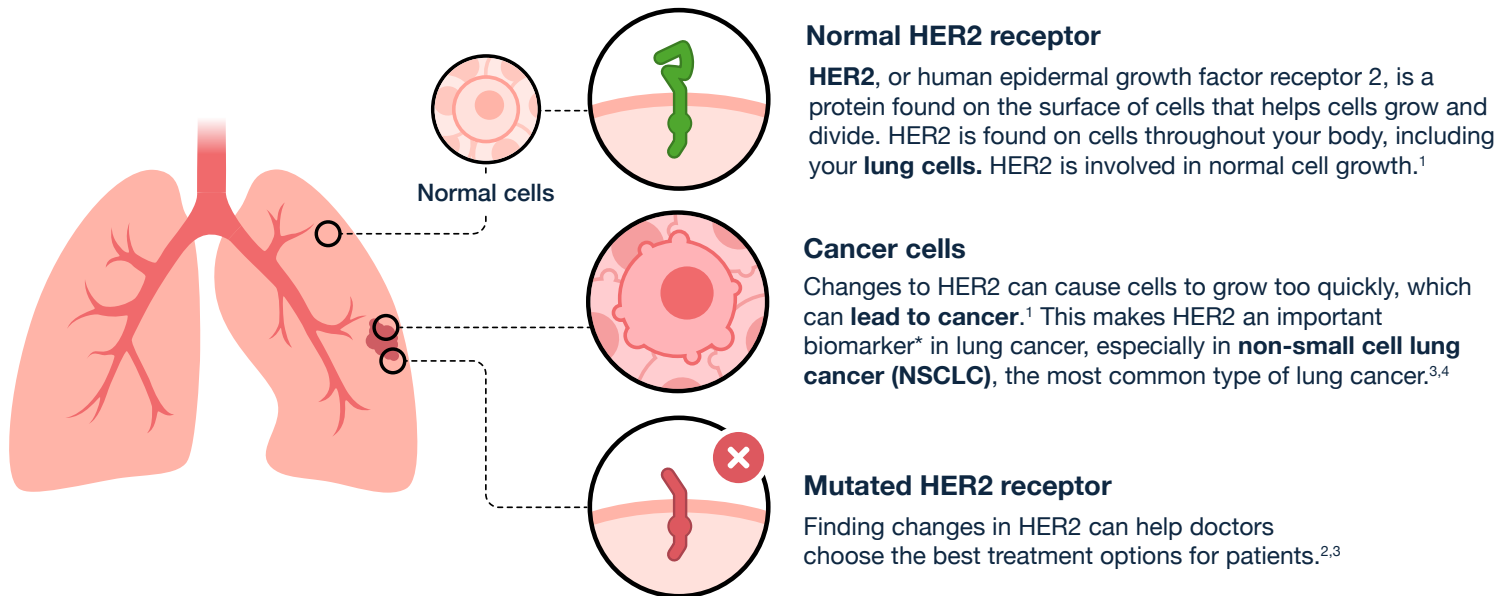 Normal HER2 receptor
HER2, or human epidermal growth factor receptor 2, is a
protein found on the surface of cells that helps cells grow and
divide. HER2 is found on cells throughout your body, including
your lung cells. HER2 is involved in normal cell growth.1
Normal cells
Cancer cells
Changes to HER2 can cause cells to grow too quickly, which
can lead to cancer.1 This makes HER2 an important
biomarker* in lung cancer, especially in non-small cell lung
cancer (NSCLC), the most common type of lung cancer.3,4
Mutated HER2 receptor
Finding changes in HER2 can help doctors
choose the best treatment options for patients.2,3